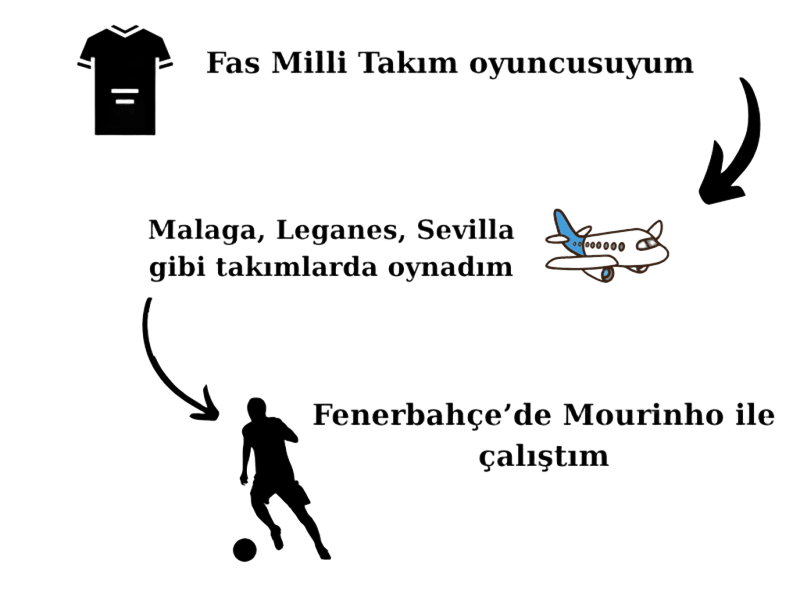 Fas Milli Takım oyuncusuyum
Malaga, Leganes, Sevilla
gibi takımlarda oynadım
Fenerbahçe’de Mourinho ile
çalıştım